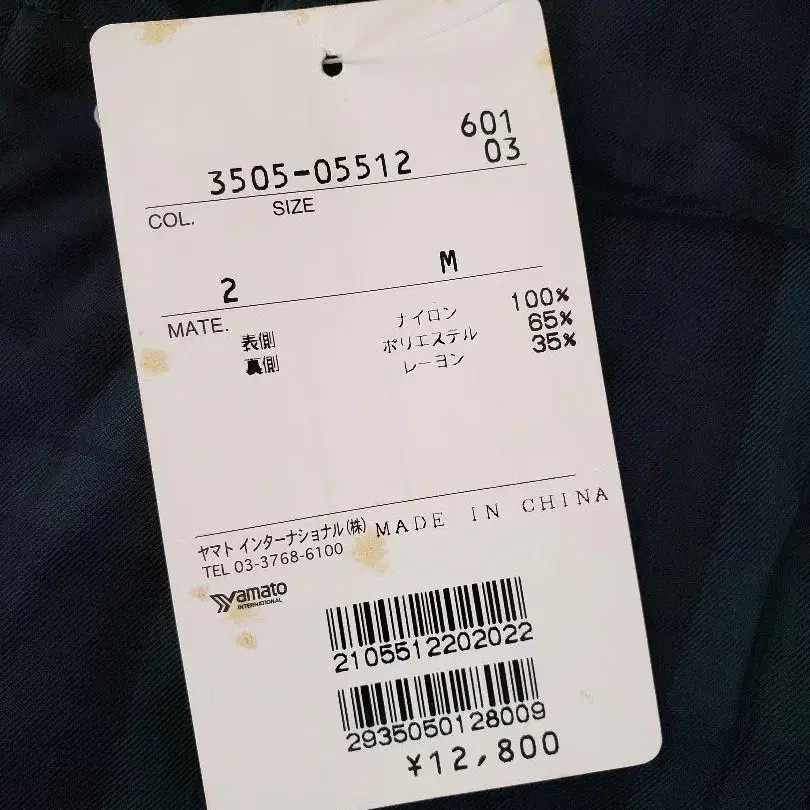 601
3505-05512 03
COL. SIZE
2 M
MATE. 表側 ナイロン 100%
裏側 ポリエステル 65%
レーヨン 35%
ヤマト インターナショナル(株) MADE IN CHINA
TEL 03-3768-6100
Yamato
INTERNATIONAL
2105512202022
2935050128009
¥12,800